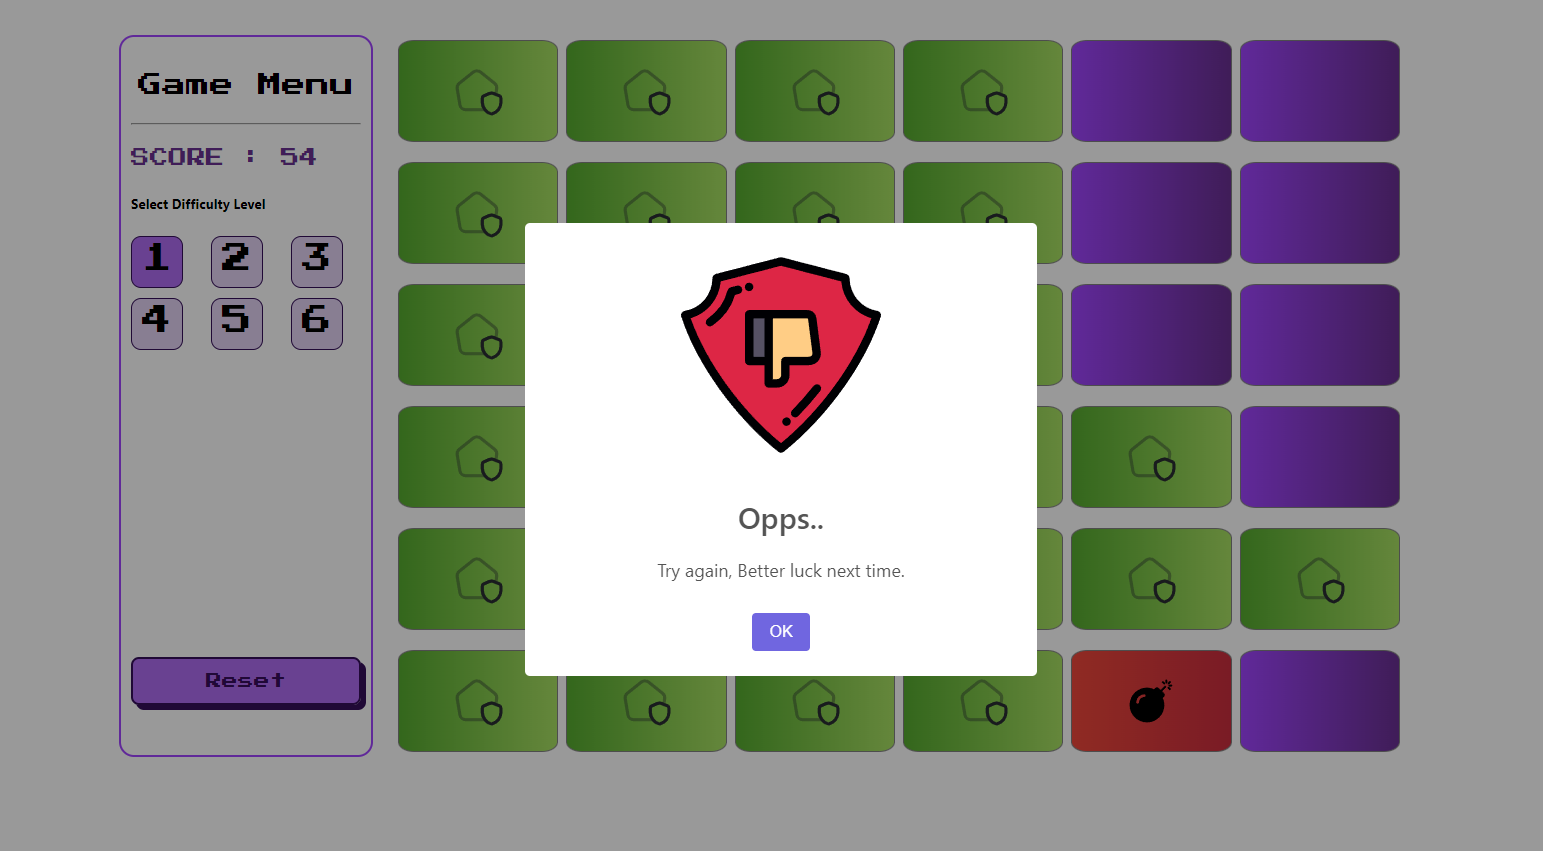 Game Menu
SCORE : 54
Select Difficulty Level
1 2 3
4 5 6
Reset
Opps..
Try again, Better luck next time.
OK